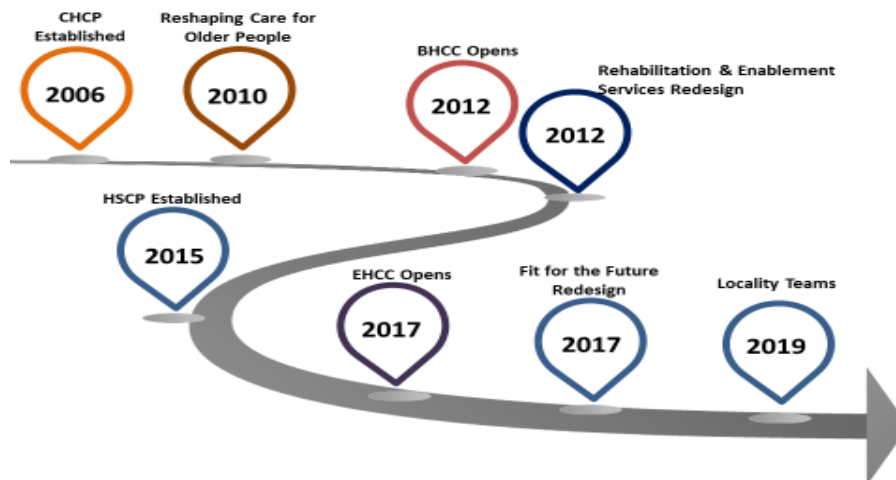 CHCP
Established
2006
Reshaping Care for
Older People
2010
BHCC Opens
2012
Rehabilitation & Enablement
Services Redesign
2012
HSCP Established
2015
EHCC Opens
2017
Fit for the Future
Redesign
2017
Locality Teams
2019